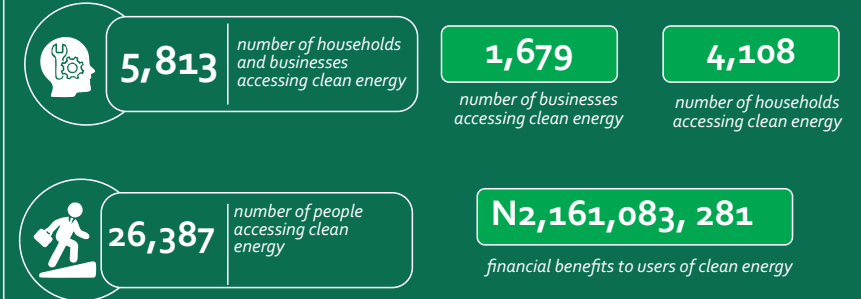 5,813
number of households
and businesses
accessing clean energy
1,679
number of businesses
accessing clean energy
4,108
number of households
accessing clean energy
26,387
number of people
accessing clean
energy
N2,161,083, 281
financial benefits to users of clean energy